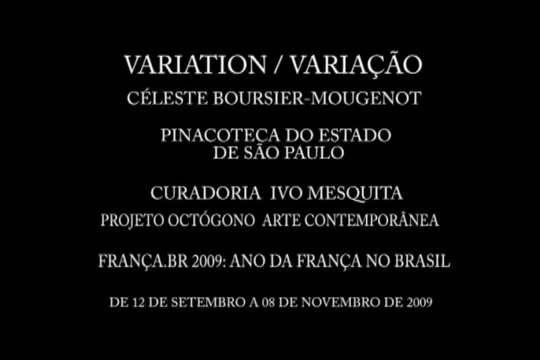 VARIATION / VARIAÇÃO
CÉLESTE BOURSIER-MOUGENOT
PINACOTECA DO ESTADO
DE SÃO PAULO
CURADORIA IVO MESQUITA
PROJETO OCTÓGONO ARTE CONTEMPORÂNEA
FRANÇA.BR 2009: ANO DA FRANÇA NO BRASIL
DE 12 DE SETEMBRO A 08 DE NOVEMBRO DE 2009